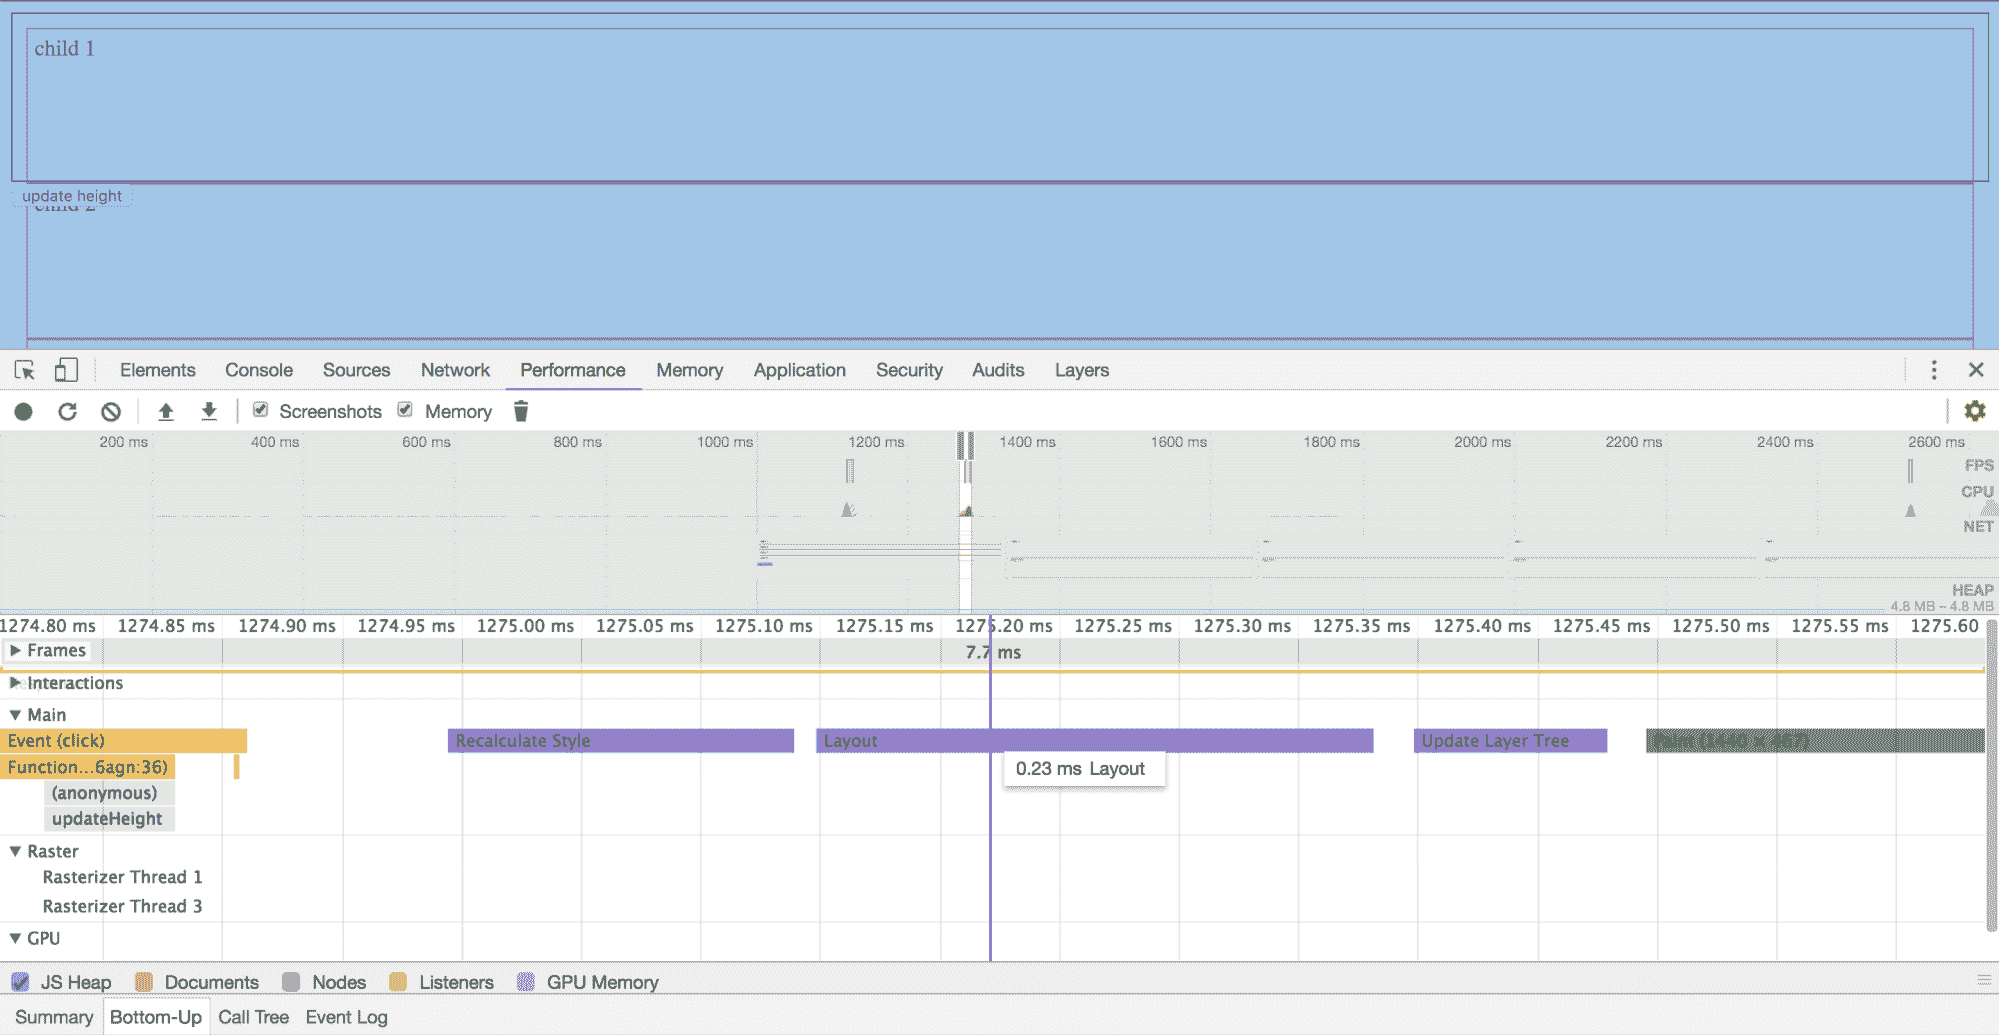 child 1
update height
child 2
Elements Console Sources Network Performance Memory Application Security Audits Layers
Screenshots Memory
200 ms 400 ms 600 ms 800 ms 1000 ms 1200 ms 1400 ms 1600 ms 1800 ms 2000 ms 2200 ms 2400 ms 2600 ms
FPS
CPU
NET
HEAP
4.8 MB – 4.8 MB
1274.80 ms 1274.85 ms 1274.90 ms 1274.95 ms 1275.00 ms 1275.05 ms 1275.10 ms 1275.15 ms 1275.20 ms 1275.25 ms 1275.30 ms 1275.35 ms 1275.40 ms 1275.45 ms 1275.50 ms 1275.55 ms 1275.60
Frames 7.7 ms
Interactions
Main
Event (click) Recalculate Style Layout Update Layer Tree Paint (1440 × 467)
Function...6agn:36) 0.23 ms Layout
(anonymous)
updateHeight
Raster
Rasterizer Thread 1
Rasterizer Thread 3
GPU
JS Heap Documents Nodes Listeners GPU Memory
Summary Bottom-Up Call Tree Event Log